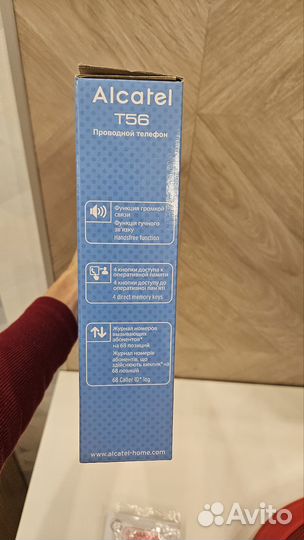 Alcatel
T56
Проводной телефон
Функция громкой
связи
Функція гучного
зв'язку
Handsfree function
4 кнопки доступа к
оперативной памяти
4 кнопки доступу до
оперативної пам'яті
4 direct memory keys
Журнал номеров
вызывающих
абонентов*
на 68 позиций
Журнал номерів
абонентів, що
здійснюють виклик* на
68 позицій
68 Caller ID* log
www.alcatel-home.com
Avito